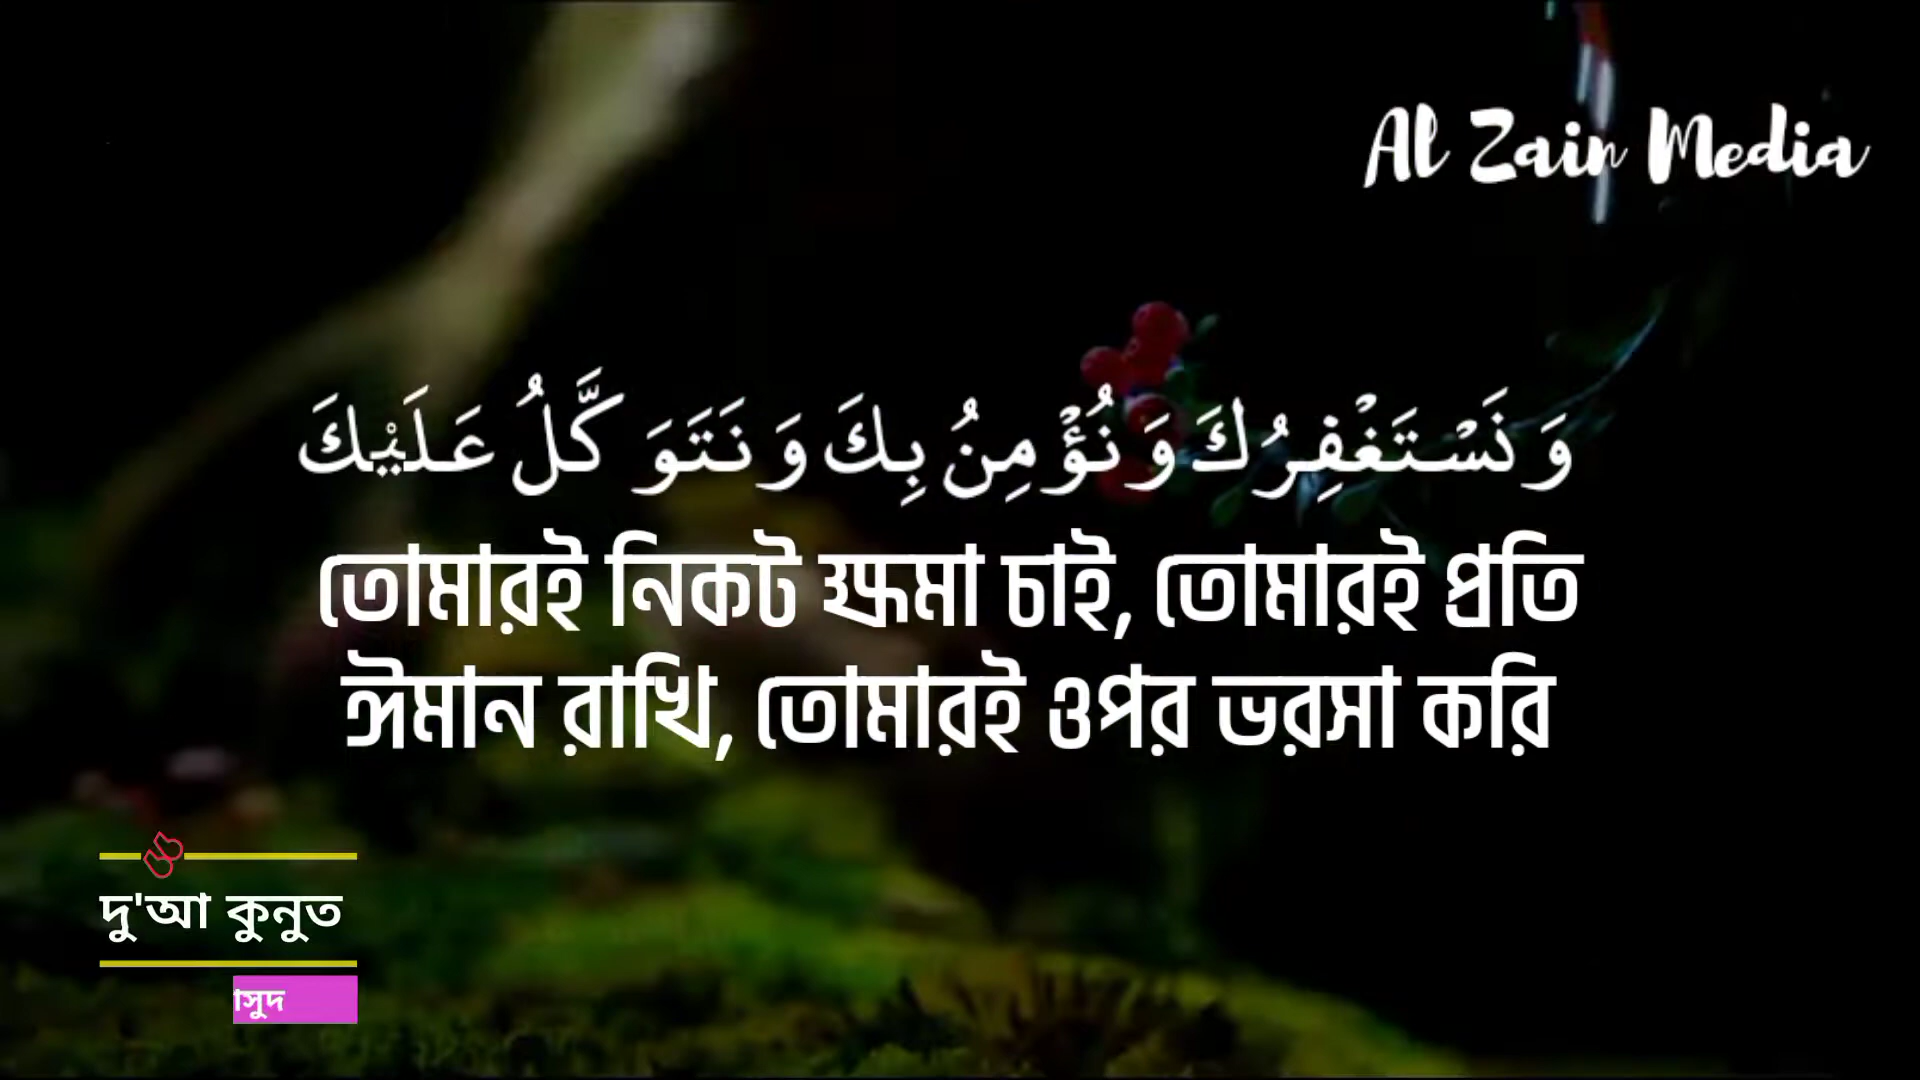 Al Zain Media
وَ نَسْتَغْفِرُكَ وَ نُؤْمِنُ بِكَ وَ نَتَوَ كَّلُ عَلَيْكَ
তোমারই নিকট ক্ষমা চাই, তোমারই প্রতি
ঈমান রাখি, তোমারই ওপর ভরসা করি
দু'আ কুনুত